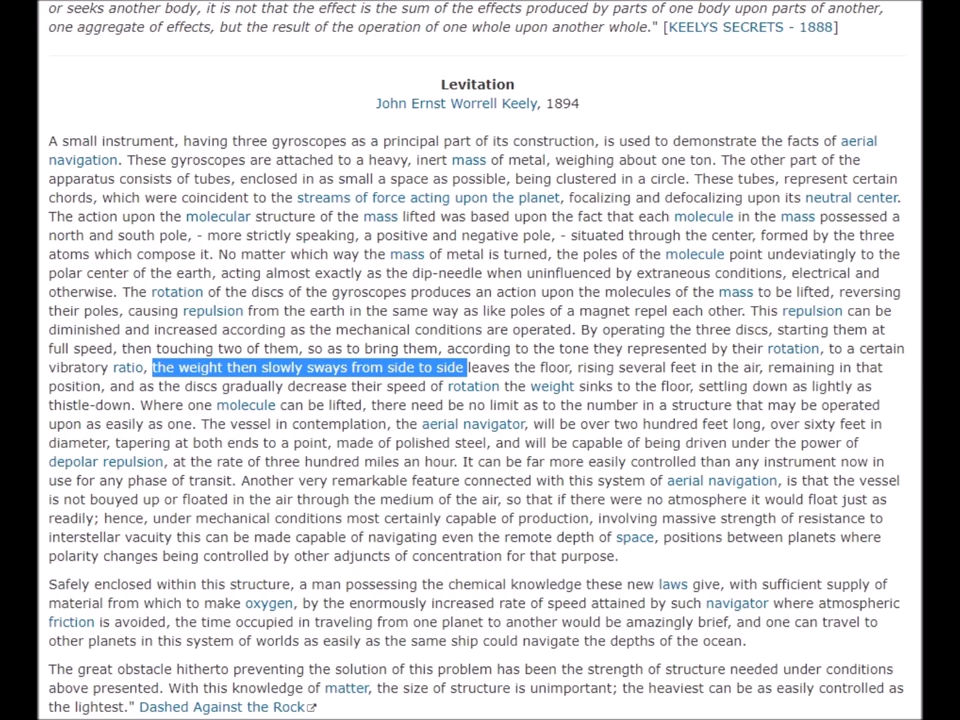 or seeks another body, it is not that the effect is the sum of the effects produced by parts of one body upon parts of another,
one aggregate of effects, but the result of the operation of one whole upon another whole." [KEELYS SECRETS - 1888]
Levitation
John Ernst Worrell Keely, 1894
A small instrument, having three gyroscopes as a principal part of its construction, is used to demonstrate the facts of aerial
navigation. These gyroscopes are attached to a heavy, inert mass of metal, weighing about one ton. The other part of the
apparatus consists of tubes, enclosed in as small a space as possible, being clustered in a circle. These tubes, represent certain
chords, which were coincident to the streams of force acting upon the planet, focalizing and defocalizing upon its neutral center.
The action upon the molecular structure of the mass lifted was based upon the fact that each molecule in the mass possessed a
north and south pole, - more strictly speaking, a positive and negative pole, - situated through the center, formed by the three
atoms which compose it. No matter which way the mass of metal is turned, the poles of the molecule point undeviatingly to the
polar center of the earth, acting almost exactly as the dip-needle when uninfluenced by extraneous conditions, electrical and
otherwise. The rotation of the discs of the gyroscopes produces an action upon the molecules of the mass to be lifted, reversing
their poles, causing repulsion from the earth in the same way as like poles of a magnet repel each other. This repulsion can be
diminished and increased according as the mechanical conditions are operated. By operating the three discs, starting them at
full speed, then touching two of them, so as to bring them, according to the tone they represented by their rotation, to a certain
vibratory ratio, the weight then slowly sways from side to side leaves the floor, rising several feet in the air, remaining in that
position, and as the discs gradually decrease their speed of rotation the weight sinks to the floor, settling down as lightly as
thistle-down. Where one molecule can be lifted, there need be no limit as to the number in a structure that may be operated
upon as easily as one. The vessel in contemplation, the aerial navigator, will be over two hundred feet long, over sixty feet in
diameter, tapering at both ends to a point, made of polished steel, and will be capable of being driven under the power of
depolar repulsion, at the rate of three hundred miles an hour. It can be far more easily controlled than any instrument now in
use for any phase of transit. Another very remarkable feature connected with this system of aerial navigation, is that the vessel
is not bouyed up or floated in the air through the medium of the air, so that if there were no atmosphere it would float just as
readily; hence, under mechanical conditions most certainly capable of production, involving massive strength of resistance to
interstellar vacuity this can be made capable of navigating even the remote depth of space, positions between planets where
polarity changes being controlled by other adjuncts of concentration for that purpose.
Safely enclosed within this structure, a man possessing the chemical knowledge these new laws give, with sufficient supply of
material from which to make oxygen, by the enormously increased rate of speed attained by such navigator where atmospheric
friction is avoided, the time occupied in traveling from one planet to another would be amazingly brief, and one can travel to
other planets in this system of worlds as easily as the same ship could navigate the depths of the ocean.
The great obstacle hitherto preventing the solution of this problem has been the strength of structure needed under conditions
above presented. With this knowledge of matter, the size of structure is unimportant; the heaviest can be as easily controlled as
the lightest." Dashed Against the Rock